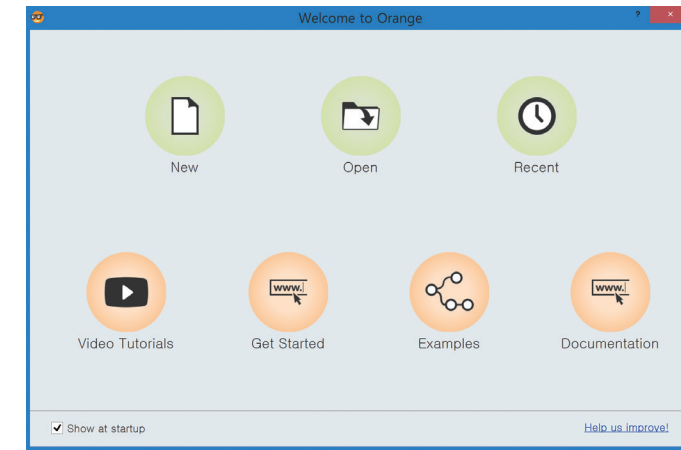 Welcome to Orange
?
×
New
Open
Recent
www.
www.
Video Tutorials
Get Started
Examples
Documentation
Show at startup
Help us improve!